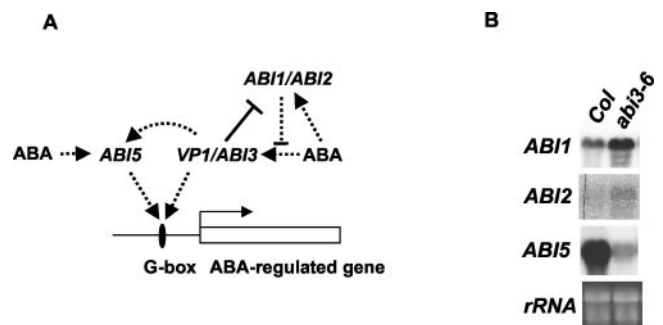 A
ABI1/ABI2
ABA ABI5 VP1/ABI3 ABA
G-box ABA-regulated gene
B
Col abi3-6
ABI1
ABI2
ABI5
rRNA